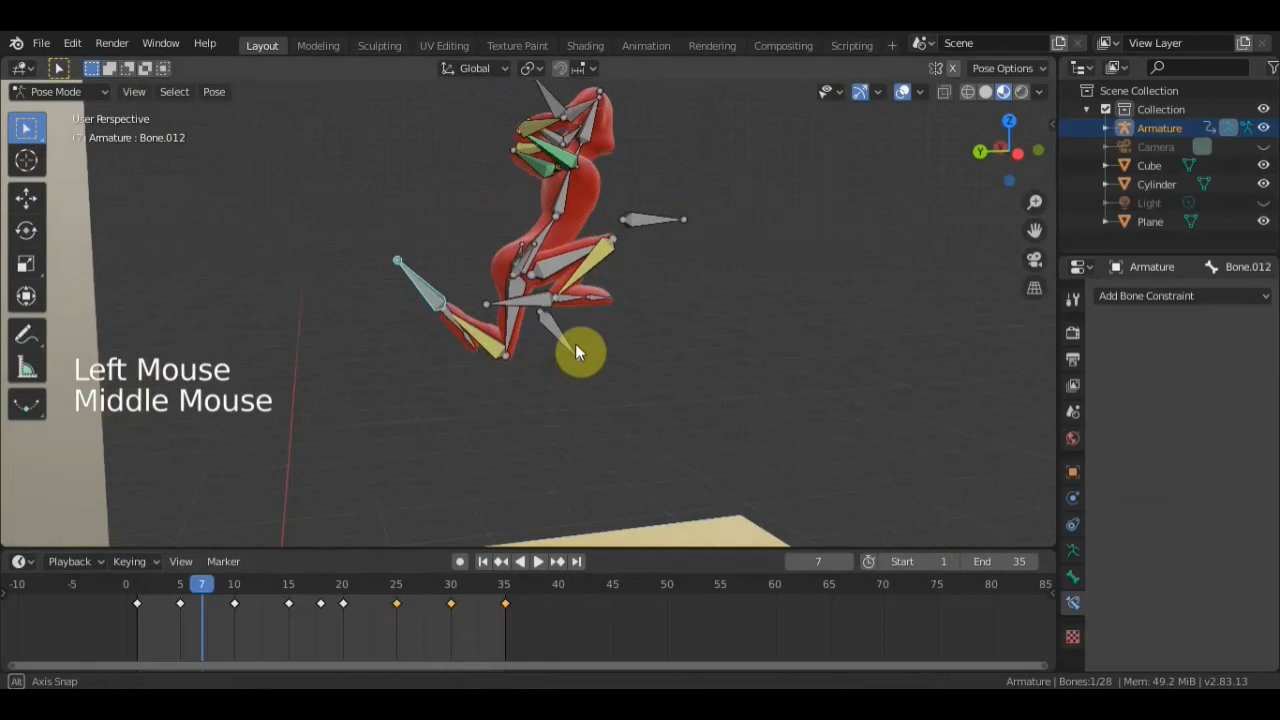 File Edit Render Window Help Layout Modeling Sculpting UV Editing Texture Paint Shading Animation Rendering Compositing Scripting Scene View Layer
Global Pose Options
Pose Mode View Select Pose
User Perspective
(7) Armature : Bone.012
Z
Y
Left Mouse
Middle Mouse
Scene Collection
Collection
Armature
Camera
Cube
Cylinder
Light
Plane
Armature Bone.012
Add Bone Constraint
Playback Keying View Marker 7 Start 1 End 35
-10 -5 0 5 7 10 15 20 25 30 35 40 45 50 55 60 65 70 75 80 85
Alt Axis Snap Armature | Bones:1/28 | Mem: 49.2 MiB | v2.83.13